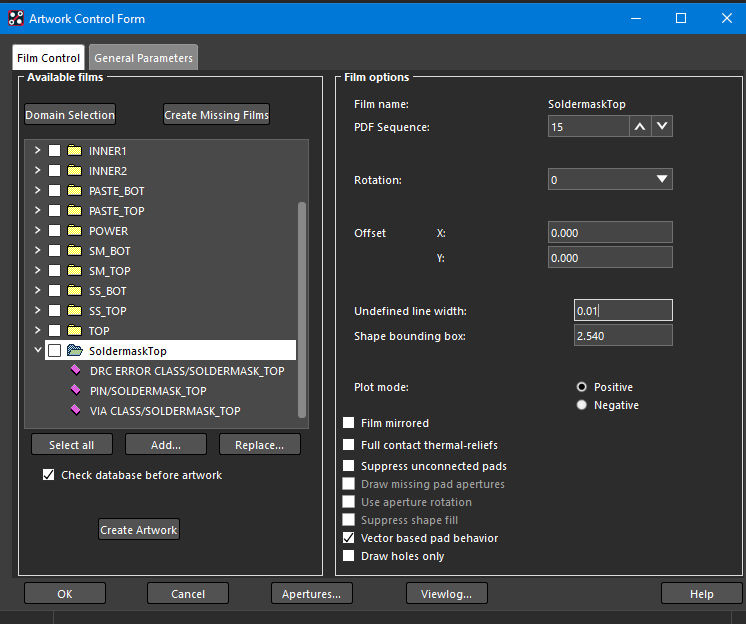 Artwork Control Form
Film Control
General Parameters
Available films
Domain Selection
Create Missing Films
INNER1
INNER2
PASTE_BOT
PASTE_TOP
POWER
SM_BOT
SM_TOP
SS_BOT
SS_TOP
TOP
SoldermaskTop
DRC ERROR CLASS/SOLDERMASK_TOP
PIN/SOLDERMASK_TOP
VIA CLASS/SOLDERMASK_TOP
Select all
Add...
Replace...
Check database before artwork
Create Artwork
Film options
Film name: SoldermaskTop
PDF Sequence: 15
Rotation: 0
Offset X: 0.000
Y: 0.000
Undefined line width: 0.01
Shape bounding box: 2.540
Plot mode: Positive
Negative
Film mirrored
Full contact thermal-reliefs
Suppress unconnected pads
Draw missing pad apertures
Use aperture rotation
Suppress shape fill
Vector based pad behavior
Draw holes only
OK
Cancel
Apertures...
Viewlog...
Help